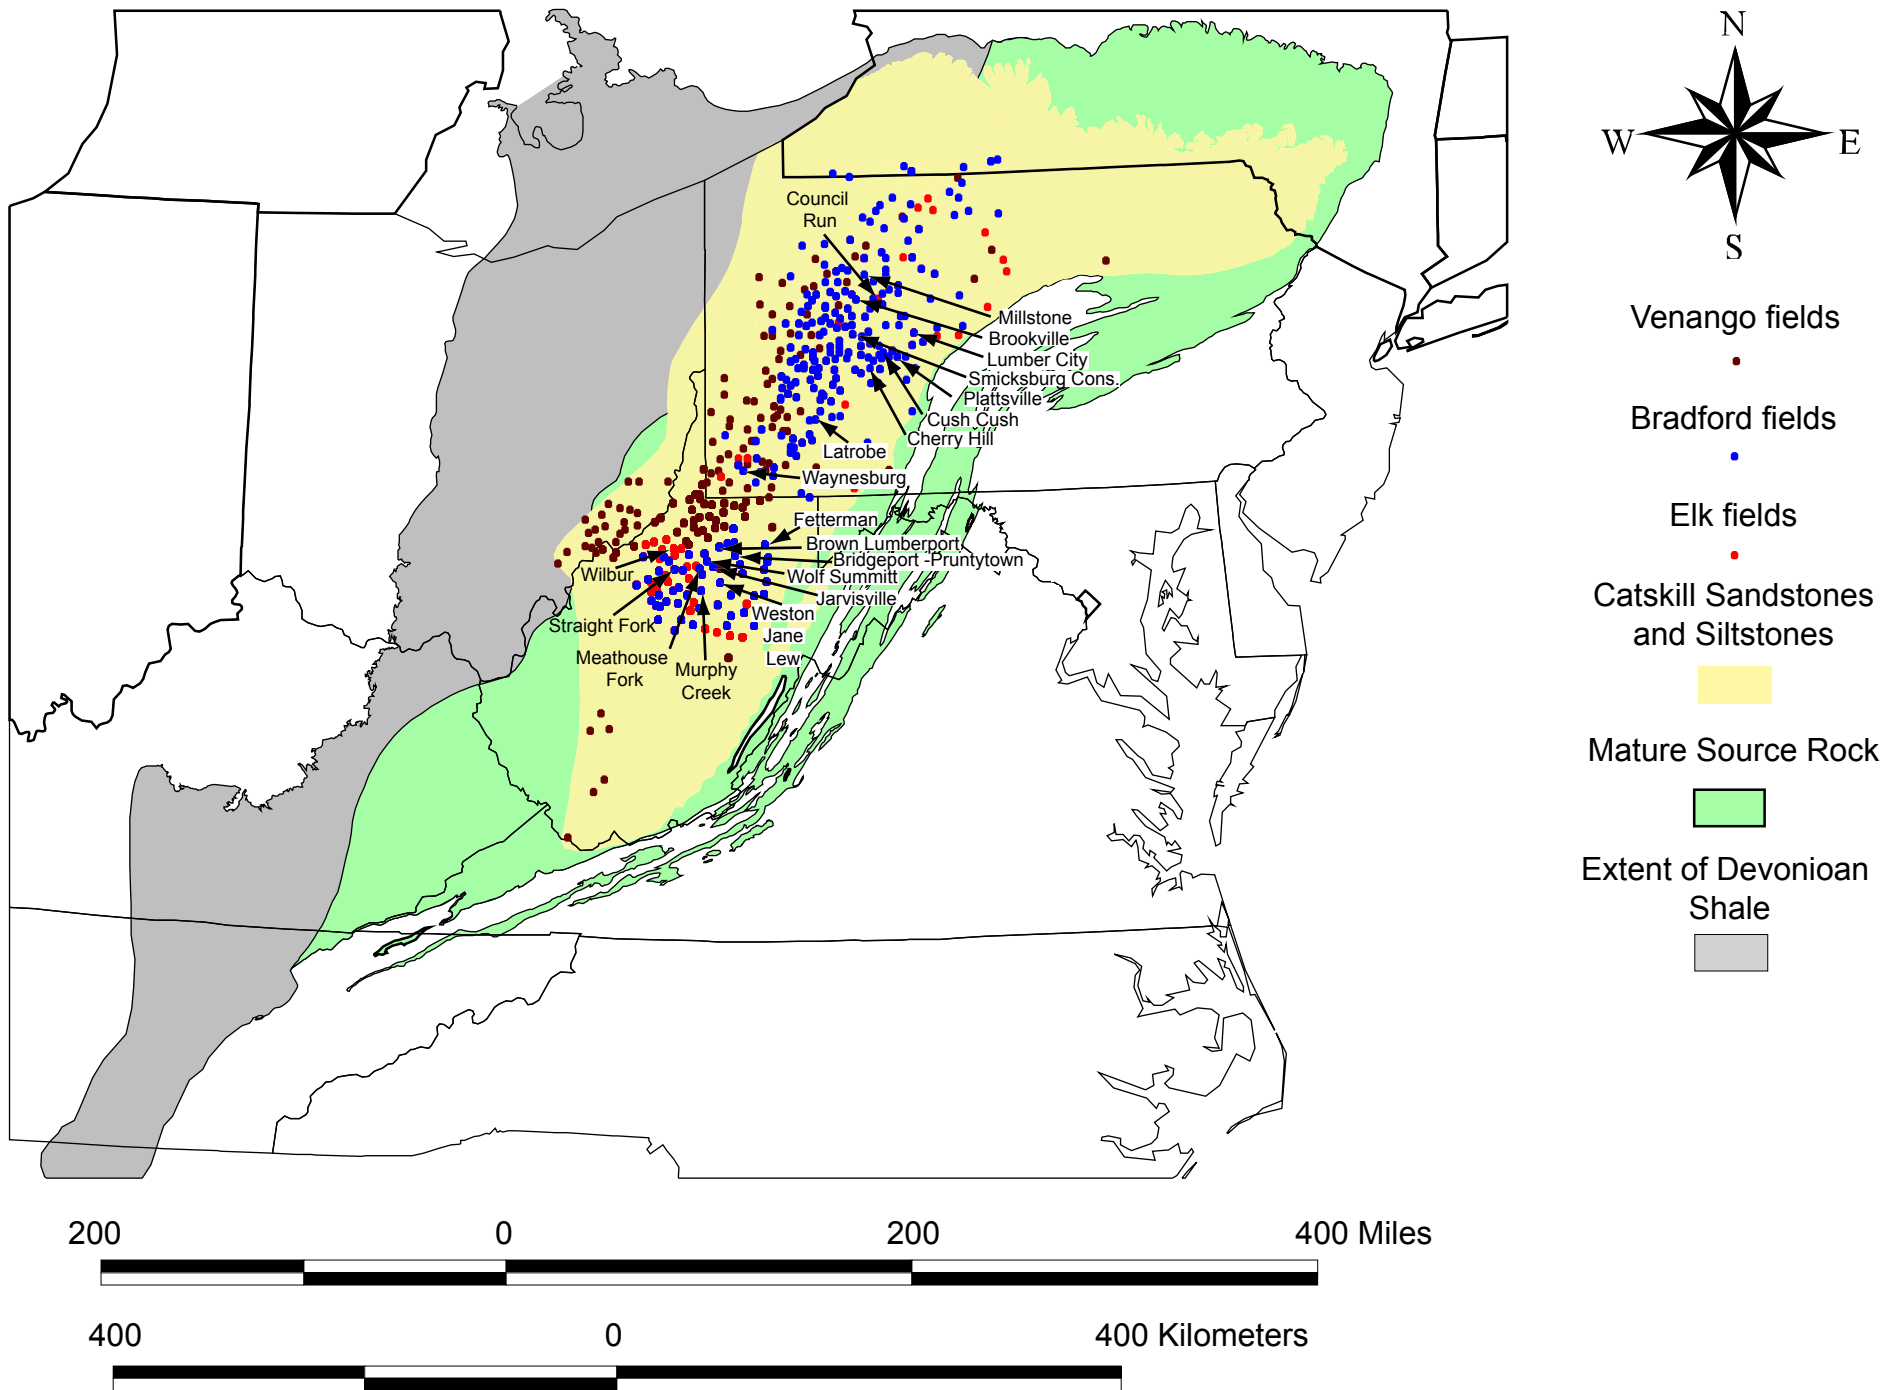 N
W
E
S
Council
Run
Millstone
Brookville
Lumber City
Smicksburg Cons.
Plattsville
Cush Cush
Cherry Hill
Latrobe
Waynesburg
Fetterman
Brown Lumberport
Bridgeport -Pruntytown
Wolf Summitt
Wilbur
Jarvisville
Weston
Straight Fork
Jane
Lew
Meathouse
Fork
Murphy
Creek
Venango fields
Bradford fields
Elk fields
Catskill Sandstones
and Siltstones
Mature Source Rock
Extent of Devonioan
Shale
200 0 200 400 Miles
400 0 400 Kilometers